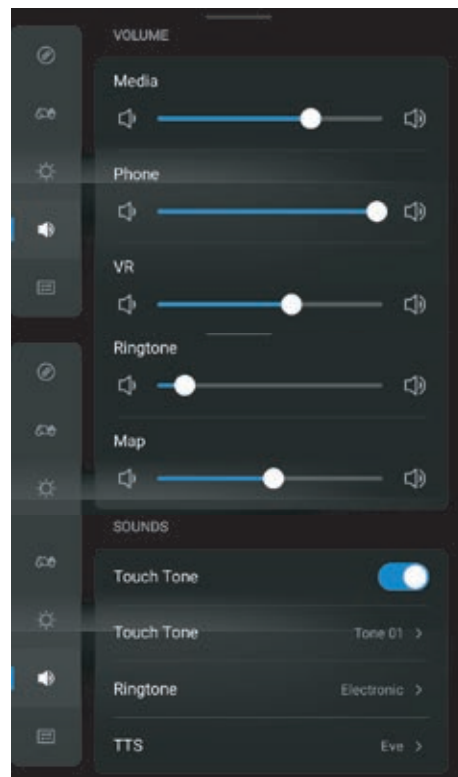 VOLUME
Media
Phone
VR
Ringtone
Map
SOUNDS
Touch Tone
Touch Tone Tone 01 >
Ringtone Electronic >
TTS Eve >